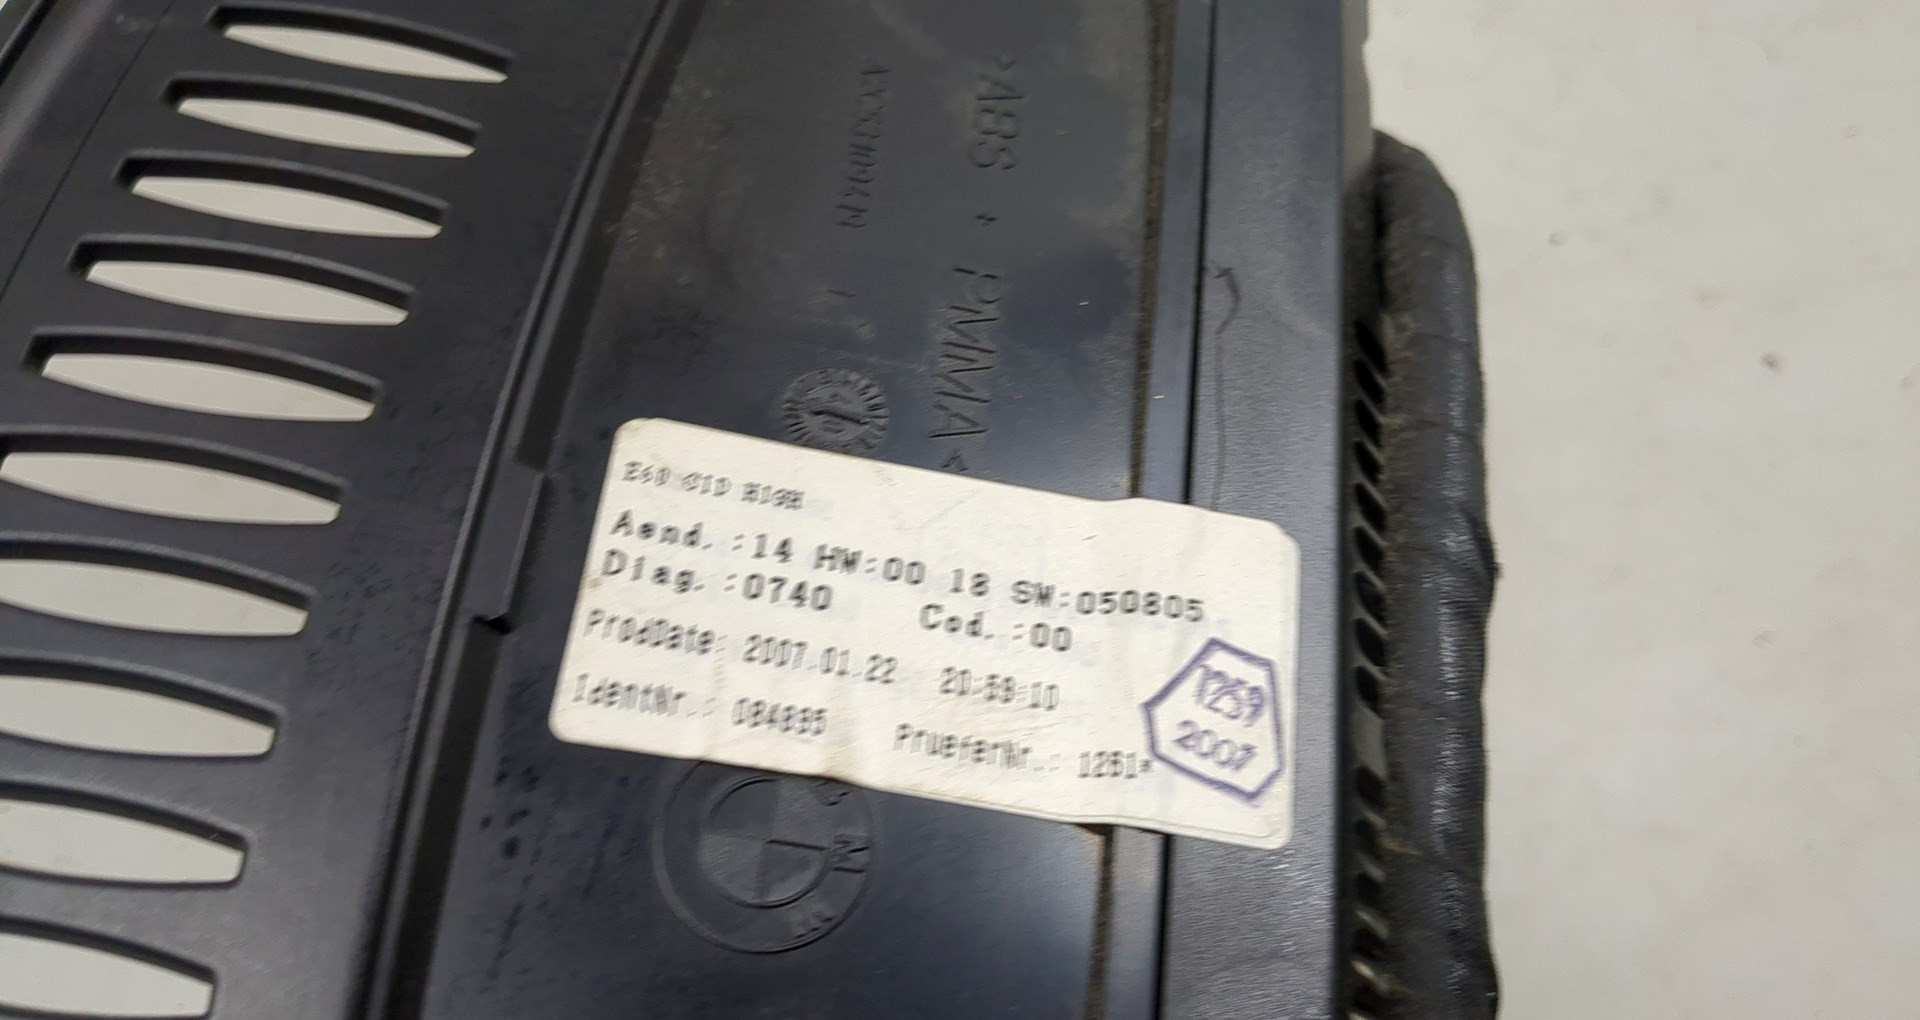 >ABS + PMMA<
E60 CID HIGH
Aend.:14 HW:00 18 SW:050805
Diag.:0740 Cod.:00
ProdDate: 2007.01.22 20:58:10
IdentNr.: 084885 PrueferNr.: 1261*
1259
2007